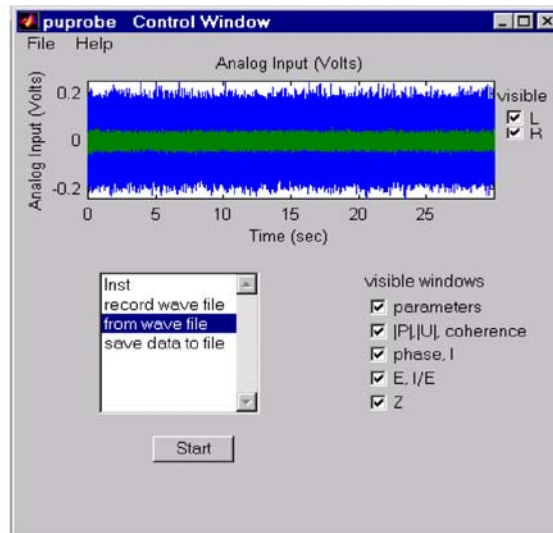 puprobe Control Window
File Help
Analog Input (Volts)
Analog Input (Volts)
0.2
0
-0.2
0 5 10 15 20 25
Time (sec)
visible
L
R
Inst
record wave file
from wave file
save data to file
Start
visible windows
parameters
|P|,|U|, coherence
phase, I
E, I/E
Z